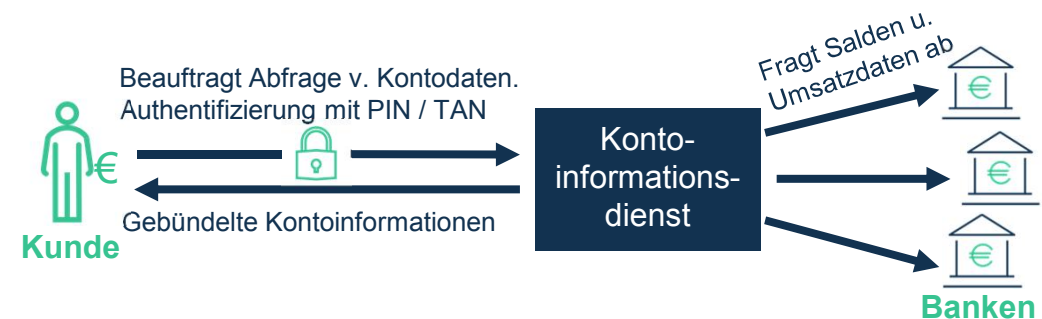 Beauftragt Abfrage v. Kontodaten.
Authentifizierung mit PIN / TAN
€
Kunde
Gebündelte Kontoinformationen
Konto-
informations-
dienst
Fragt Salden u.
Umsatzdaten ab
€
€
€
Banken